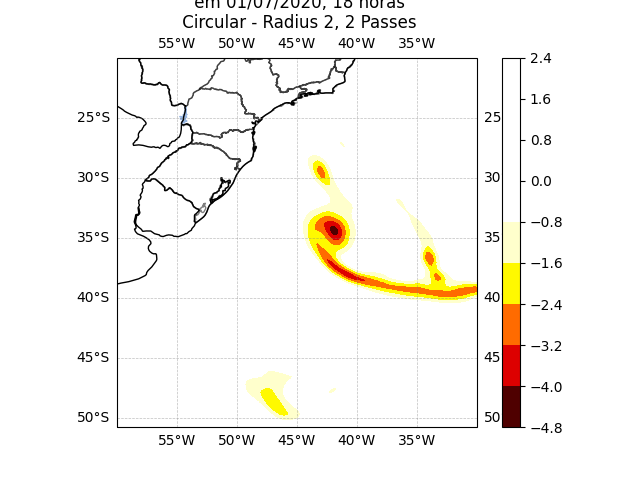 em 01/07/2020, 18 horas
Circular - Radius 2, 2 Passes
55°W 50°W 45°W 40°W 35°W
25°S 25
30°S 30
35°S 35
40°S 40
45°S 45
50°S 50
55°W 50°W 45°W 40°W 35°W
2.4
1.6
0.8
0.0
−0.8
−1.6
−2.4
−3.2
−4.0
−4.8